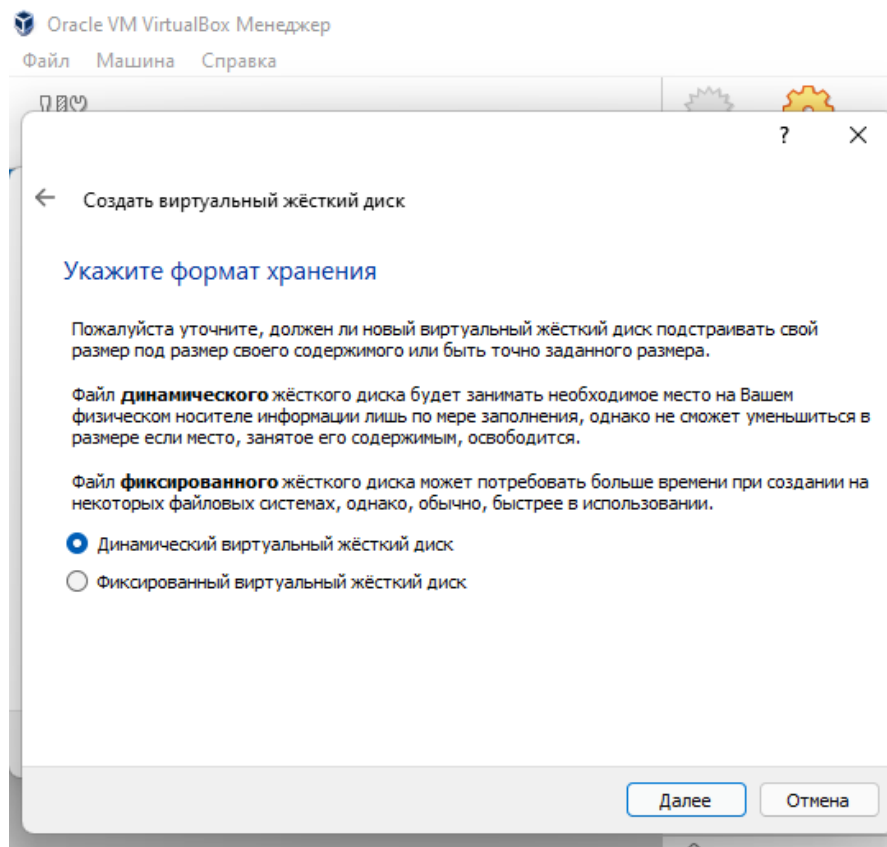 Oracle VM VirtualBox Менеджер
Файл Машина Справка
?
Создать виртуальный жёсткий диск
Укажите формат хранения
Пожалуйста уточните, должен ли новый виртуальный жёсткий диск подстраивать свой
размер под размер своего содержимого или быть точно заданного размера.
Файл динамического жёсткого диска будет занимать необходимое место на Вашем
физическом носителе информации лишь по мере заполнения, однако не сможет уменьшиться в
размере если место, занятое его содержимым, освободится.
Файл фиксированного жёсткого диска может потребовать больше времени при создании на
некоторых файловых системах, однако, обычно, быстрее в использовании.
Динамический виртуальный жёсткий диск
Фиксированный виртуальный жёсткий диск
Далее Отмена